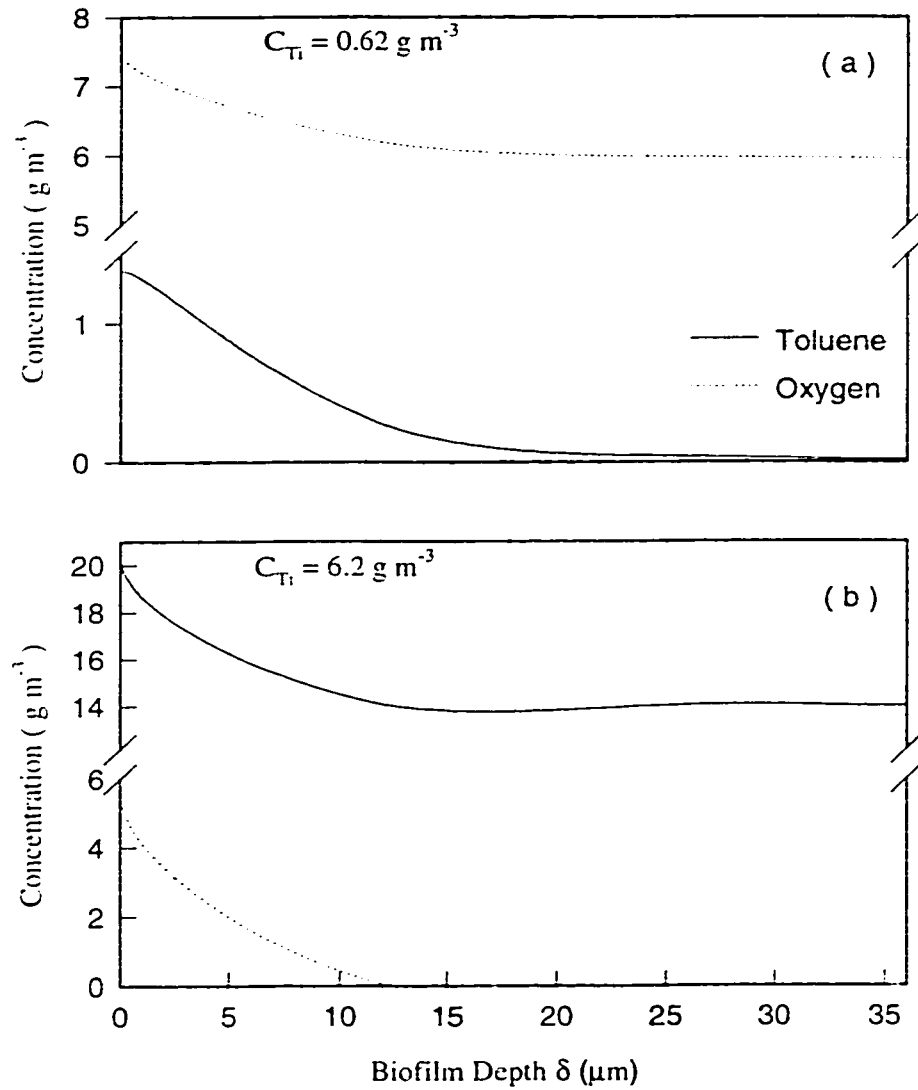 8
C_Ti = 0.62 g m^-3
( a )
7
6
5
Concentration ( g m^-3 )
1
Toluene
Oxygen
0
20
C_Ti = 6.2 g m^-3
( b )
18
16
14
Concentration ( g m^-3 )
6
4
2
0
0 5 10 15 20 25 30 35
Biofilm Depth δ (μm)